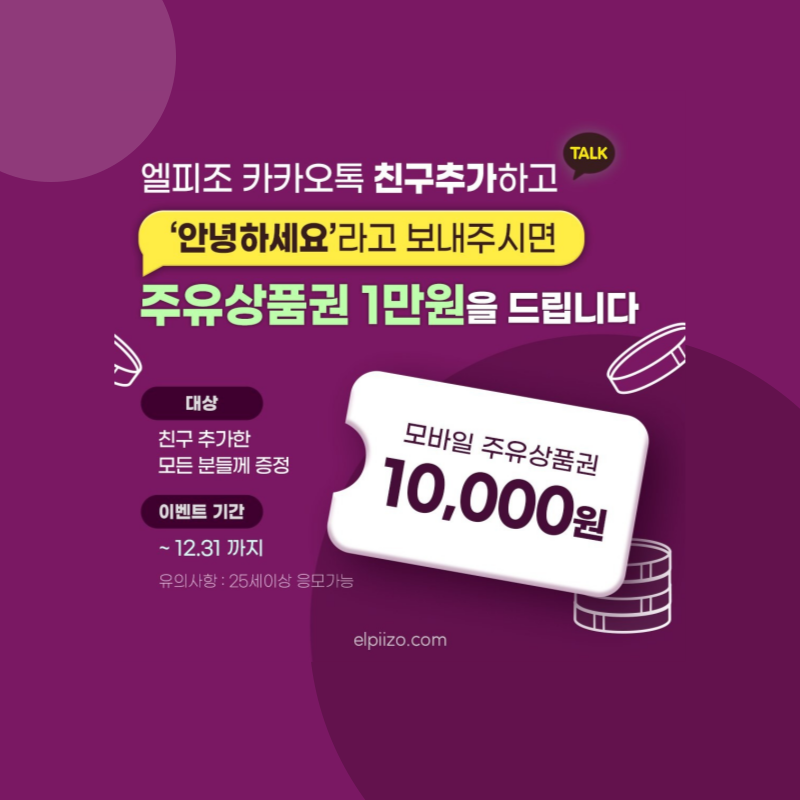 TALK
엘피조 카카오톡 친구추가하고
‘안녕하세요’라고 보내주시면
주유상품권 1만원을 드립니다
대상
친구 추가한
모든 분들께 증정
이벤트 기간
~ 12.31 까지
유의사항 : 25세이상 응모가능
모바일 주유상품권
10,000원
elpiizo.com